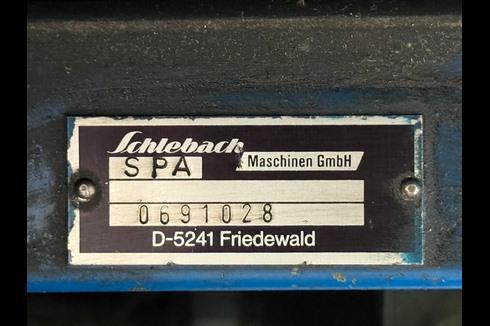 Schlebach
SPA Maschinen GmbH
0691028
D-5241 Friedewald